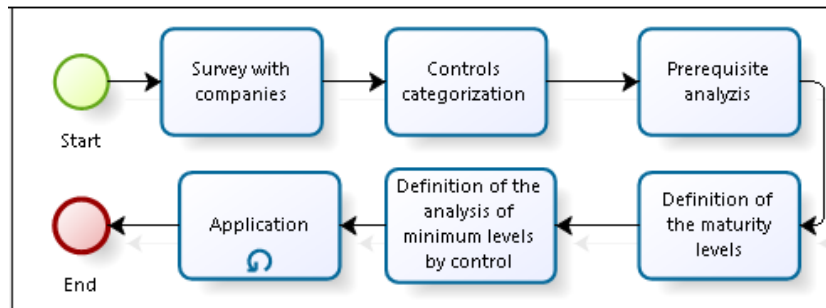 Survey with
companies
Controls
categorization
Prerequisite
analyzis
Start
Application
Definition of the
analysis of
minimum levels
by control
Definition of
the maturity
levels
End